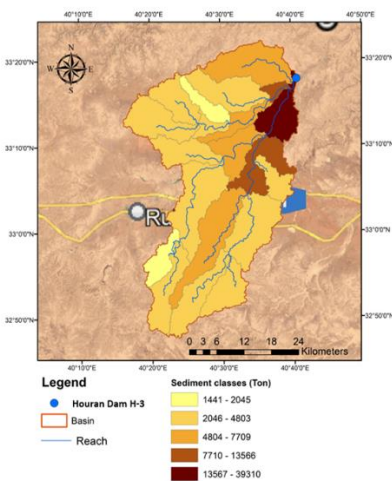 40°10'0"E 40°20'0"E 40°30'0"E 40°40'0"E 40°50'0"E
33°20'0"N
33°10'0"N
33°0'0"N
32°50'0"N
33°20'0"N
33°10'0"N
33°0'0"N
32°50'0"N
N
W E
S
Ru
0 3 6 12 18 24
Kilometers
40°10'0"E 40°20'0"E 40°30'0"E 40°40'0"E 40°50'0"E
Legend
Houran Dam H-3
Basin
Reach
Sediment classes (Ton)
1441 - 2045
2046 - 4803
4804 - 7709
7710 - 13566
13567 - 39310